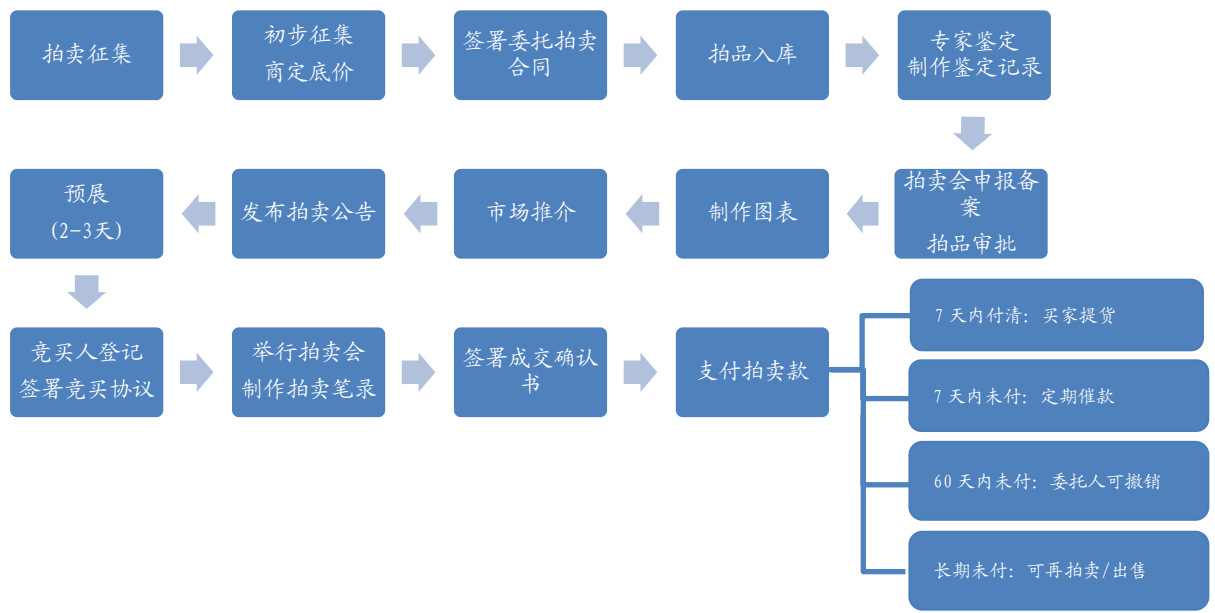 拍卖征集
初步征集
商定底价
签署委托拍卖
合同
拍品入库
专家鉴定
制作鉴定记录
拍卖会申报备
案
拍品审批
制作图表
市场推介
发布拍卖公告
预展
(2-3天)
竞买人登记
签署竞买协议
举行拍卖会
制作拍卖笔录
签署成交确认
书
支付拍卖款
7 天内付清：买家提货
7 天内未付：定期催款
60 天内未付：委托人可撤销
长期未付：可再拍卖/出售